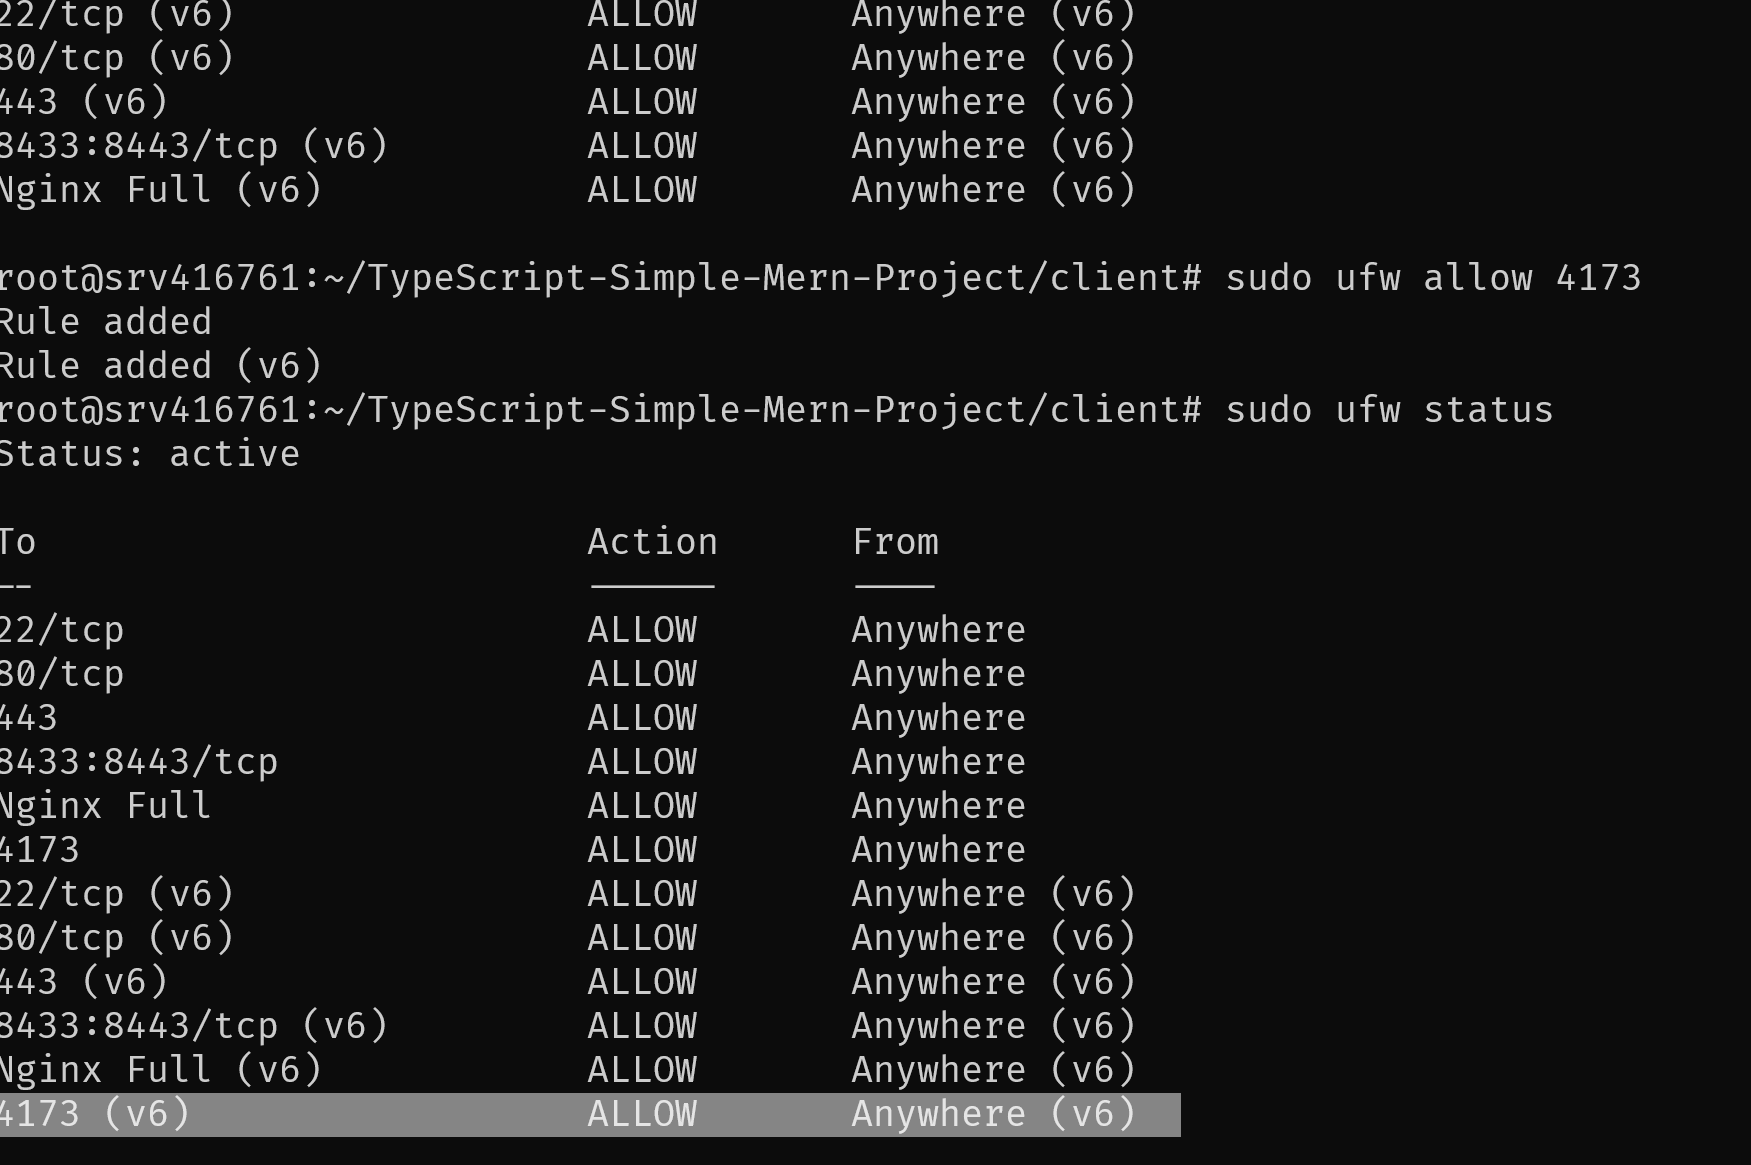 22/tcp (v6) ALLOW Anywhere (v6)
80/tcp (v6) ALLOW Anywhere (v6)
443 (v6) ALLOW Anywhere (v6)
8433:8443/tcp (v6) ALLOW Anywhere (v6)
Nginx Full (v6) ALLOW Anywhere (v6)
root@srv416761:~/TypeScript-Simple-Mern-Project/client# sudo ufw allow 4173
Rule added
Rule added (v6)
root@srv416761:~/TypeScript-Simple-Mern-Project/client# sudo ufw status
Status: active
To Action From
-- ------ ----
22/tcp ALLOW Anywhere
80/tcp ALLOW Anywhere
443 ALLOW Anywhere
8433:8443/tcp ALLOW Anywhere
Nginx Full ALLOW Anywhere
4173 ALLOW Anywhere
22/tcp (v6) ALLOW Anywhere (v6)
80/tcp (v6) ALLOW Anywhere (v6)
443 (v6) ALLOW Anywhere (v6)
8433:8443/tcp (v6) ALLOW Anywhere (v6)
Nginx Full (v6) ALLOW Anywhere (v6)
4173 (v6) ALLOW Anywhere (v6)